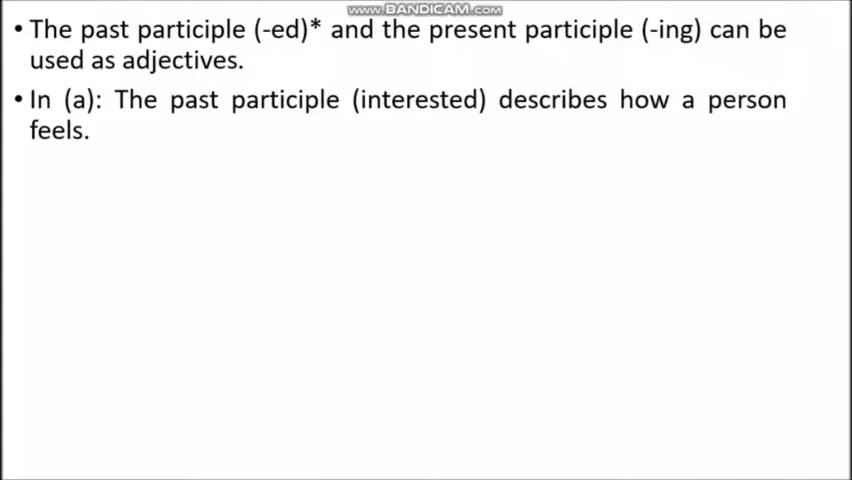 www.BANDICAM.com
• The past participle (-ed)* and the present participle (-ing) can be
used as adjectives.
• In (a): The past participle (interested) describes how a person
feels.